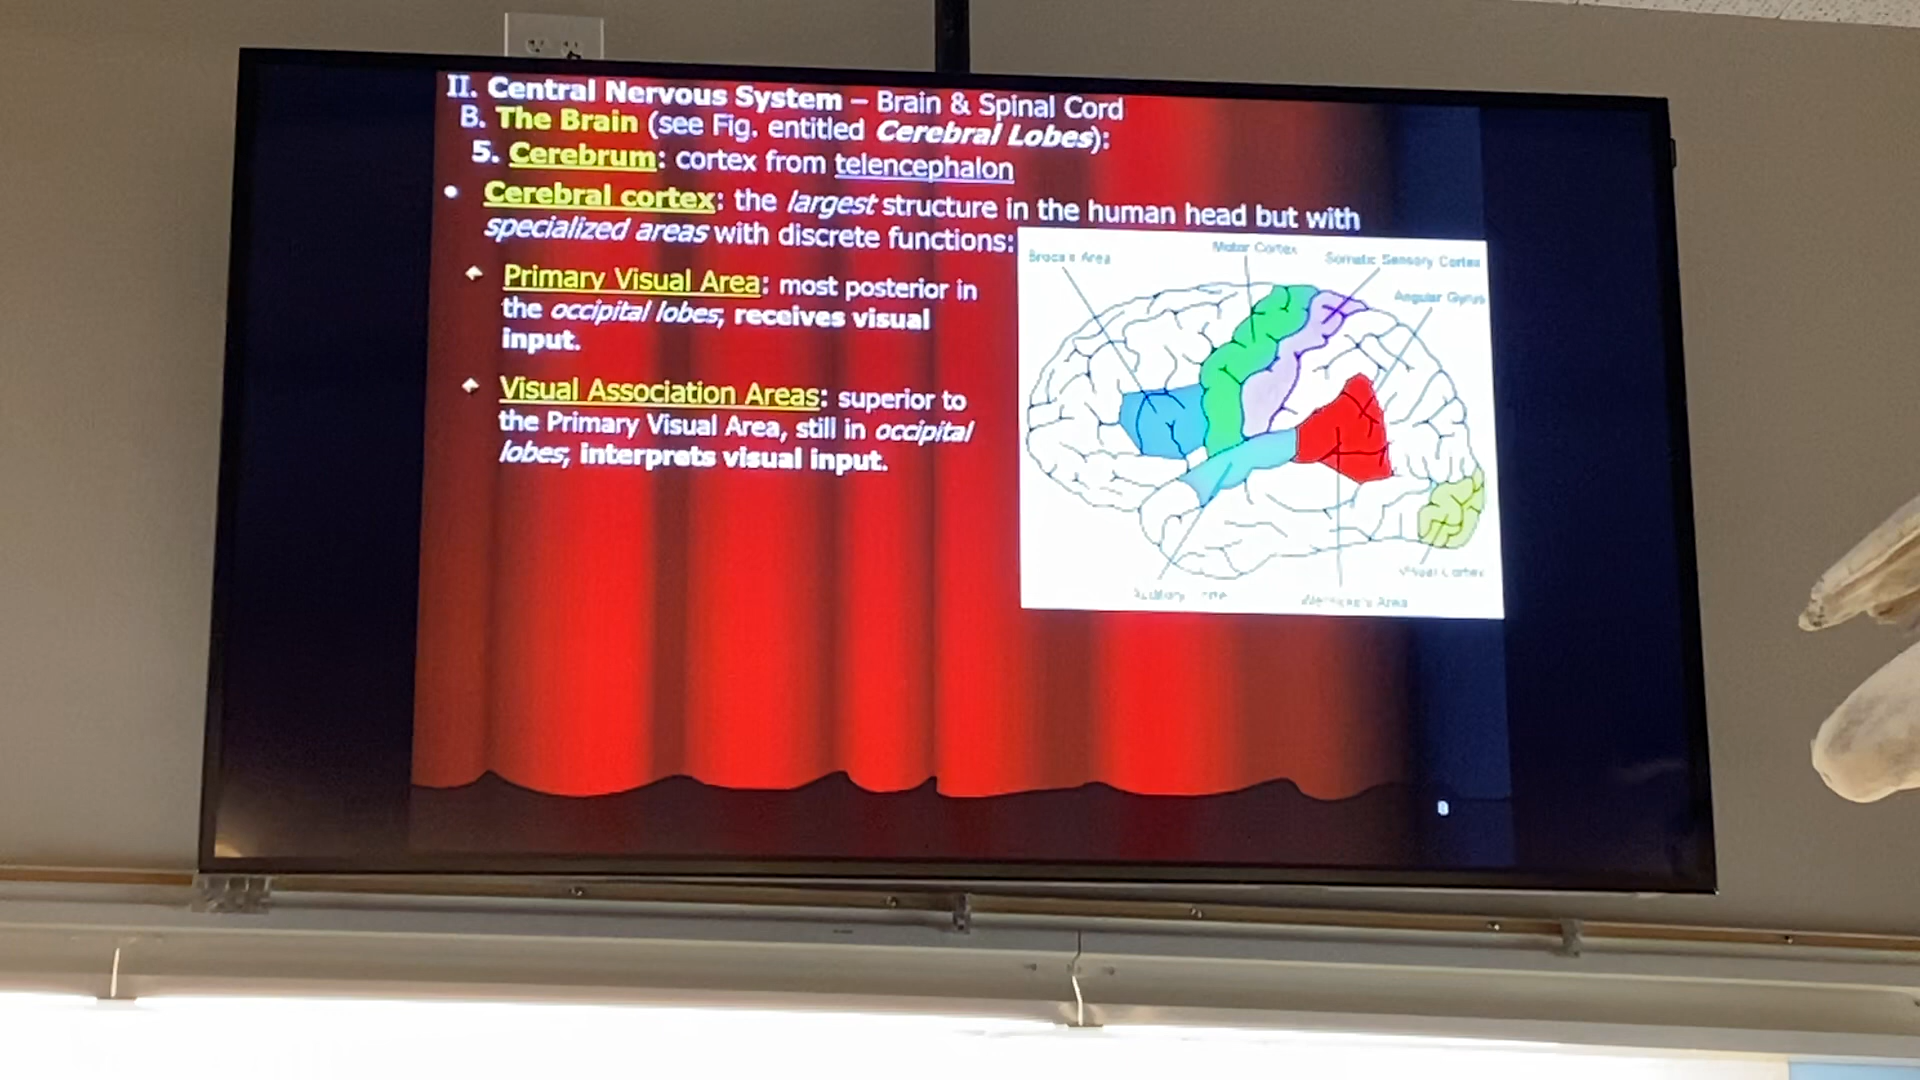 II. Central Nervous System – Brain & Spinal Cord
B. The Brain (see Fig. entitled Cerebral Lobes):
5. Cerebrum: cortex from telencephalon
• Cerebral cortex: the largest structure in the human head but with
specialized areas with discrete functions:
Primary Visual Area: most posterior in
the occipital lobes, receives visual
input.
Visual Association Areas: superior to
the Primary Visual Area, still in occipital
lobes, interprets visual input.
Broca's Area
Motor Cortex
Somatic Sensory Cortex
Angular Gyrus
Visual Cortex
Auditory Cortex
Wernicke's Area